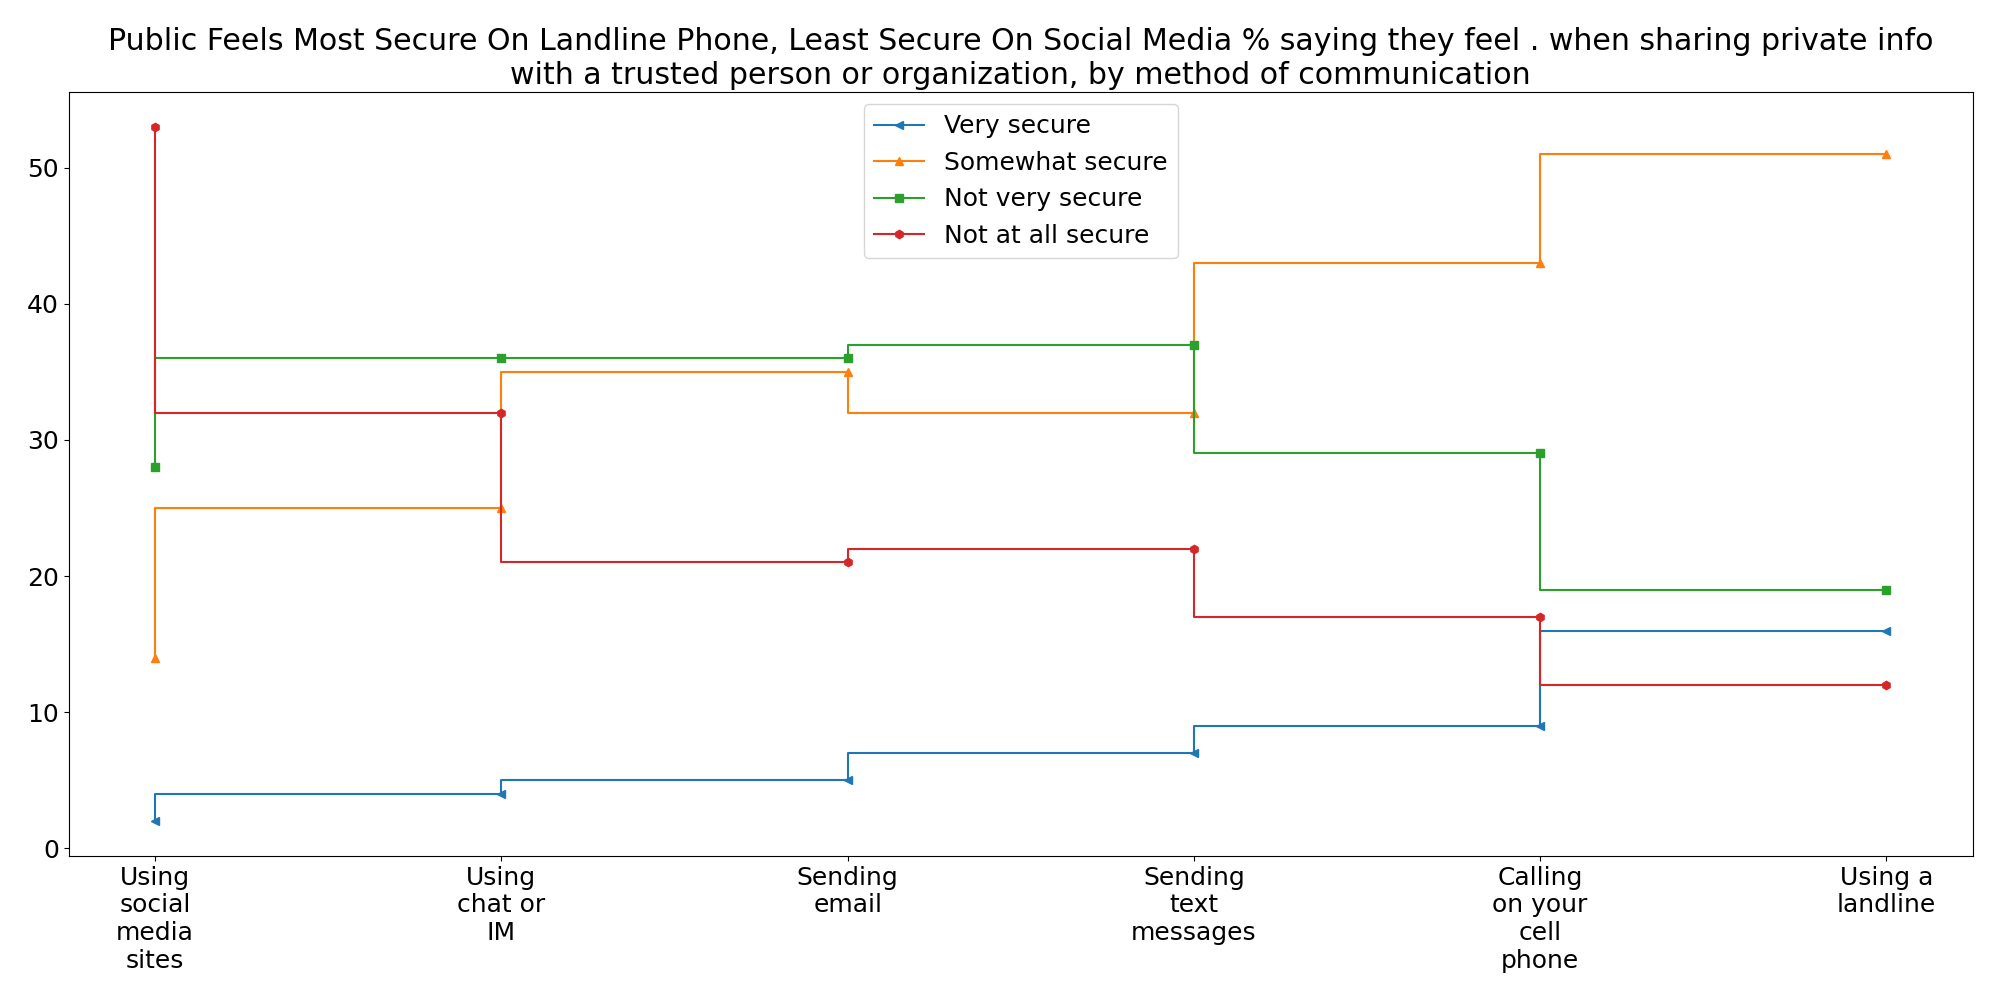 Public Feels Most Secure On Landline Phone, Least Secure On Social Media % saying they feel . when sharing private info
with a trusted person or organization, by method of communication
Very secure
Somewhat secure
Not very secure
Not at all secure
50
40
30
20
10
0
Using
social
media
sites
Using
chat or
IM
Sending
email
Sending
text
messages
Calling
on your
cell
phone
Using a
landline